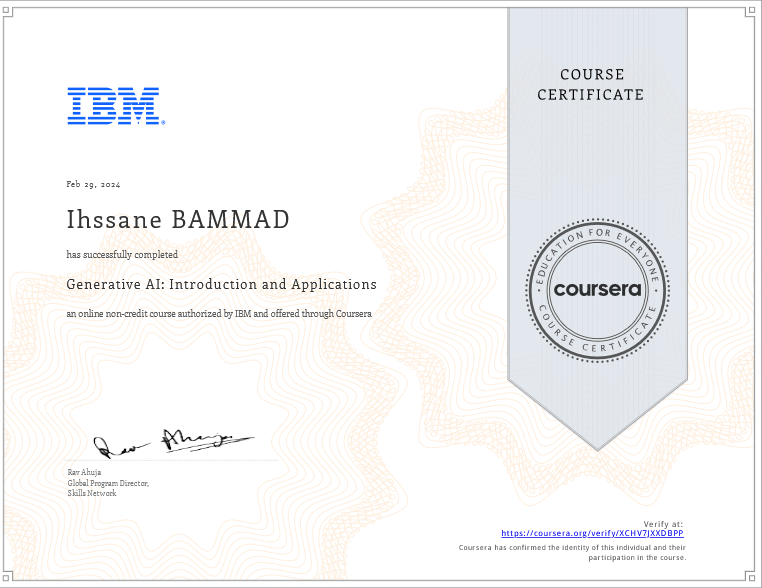 COURSE
CERTIFICATE
IBM®
Feb 29, 2024
Ihssane BAMMAD
has successfully completed
Generative AI: Introduction and Applications
an online non-credit course authorized by IBM and offered through Coursera
EDUCATION FOR EVERYONE
coursera
COURSE CERTIFICATE
Rav Ahuja
Global Program Director,
Skills Network
Verify at:
https://coursera.org/verify/XCHV7JXXDBPP
Coursera has confirmed the identity of this individual and their
participation in the course.